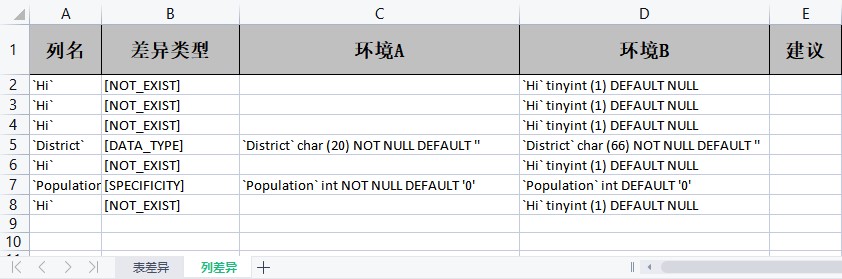 A B C D E
1 列名 差异类型 环境A 环境B 建议
2 `Hi` [NOT_EXIST] `Hi` tinyint (1) DEFAULT NULL
3 `Hi` [NOT_EXIST] `Hi` tinyint (1) DEFAULT NULL
4 `Hi` [NOT_EXIST] `Hi` tinyint (1) DEFAULT NULL
5 `District` [DATA_TYPE] `District` char (20) NOT NULL DEFAULT '' `District` char (66) NOT NULL DEFAULT ''
6 `Hi` [NOT_EXIST] `Hi` tinyint (1) DEFAULT NULL
7 `Population [SPECIFICITY] `Population` int NOT NULL DEFAULT '0' `Population` int DEFAULT '0'
8 `Hi` [NOT_EXIST] `Hi` tinyint (1) DEFAULT NULL
9
10
表差异 列差异